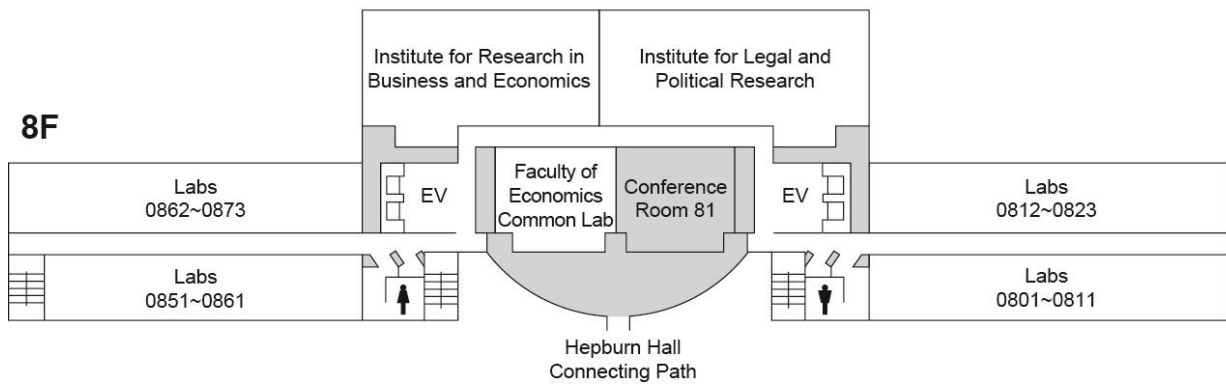 Institute for Research in
Business and Economics
Institute for Legal and
Political Research
8F
Labs
0862~0873
EV
Faculty of
Economics
Common Lab
Conference
Room 81
EV
Labs
0812~0823
Labs
0851~0861
Labs
0801~0811
Hepburn Hall
Connecting Path